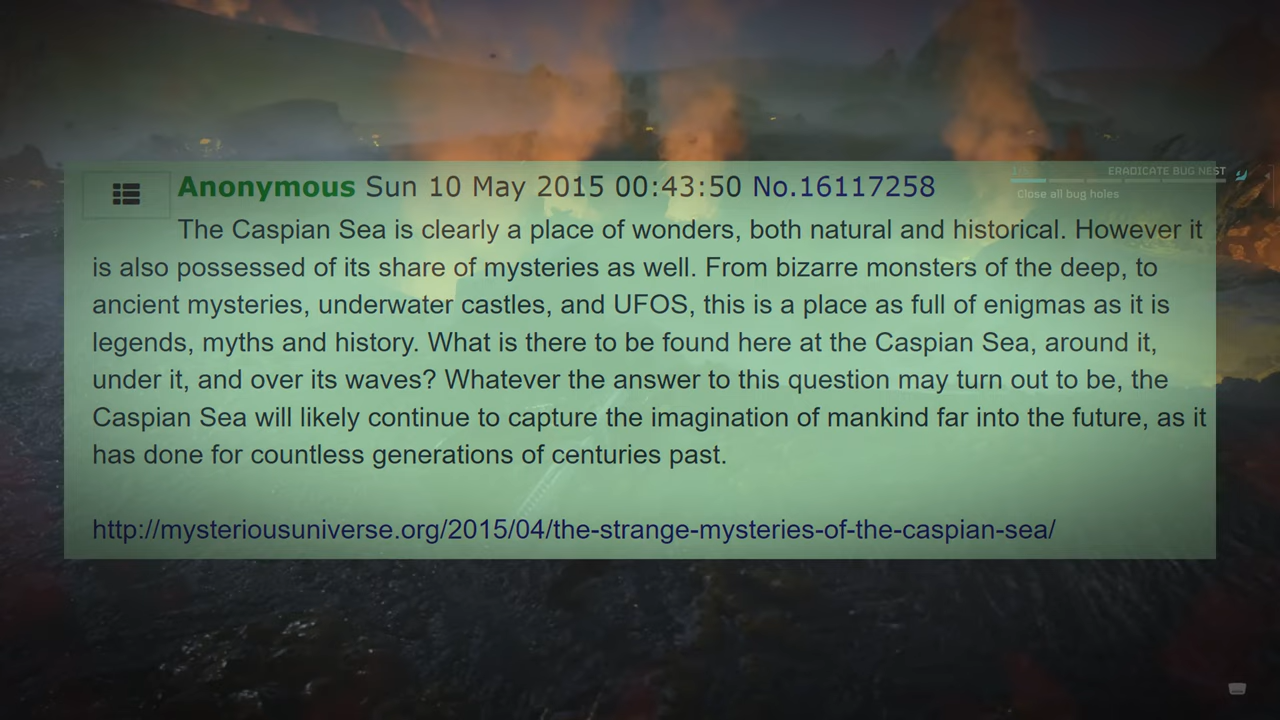 Anonymous Sun 10 May 2015 00:43:50 No.16117258
1/5 ERADICATE BUG NEST
Close all bug holes
The Caspian Sea is clearly a place of wonders, both natural and historical. However it
is also possessed of its share of mysteries as well. From bizarre monsters of the deep, to
ancient mysteries, underwater castles, and UFOS, this is a place as full of enigmas as it is
legends, myths and history. What is there to be found here at the Caspian Sea, around it,
under it, and over its waves? Whatever the answer to this question may turn out to be, the
Caspian Sea will likely continue to capture the imagination of mankind far into the future, as it
has done for countless generations of centuries past.
http://mysteriousuniverse.org/2015/04/the-strange-mysteries-of-the-caspian-sea/